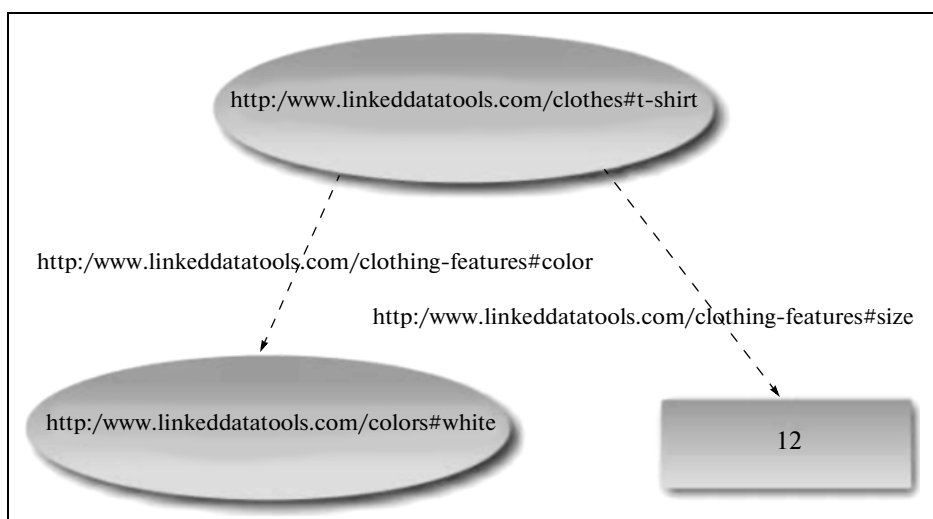 http:/www.linkeddatatools.com/clothes#t-shirt
http:/www.linkeddatatools.com/clothing-features#color
http:/www.linkeddatatools.com/clothing-features#size
http:/www.linkeddatatools.com/colors#white
12